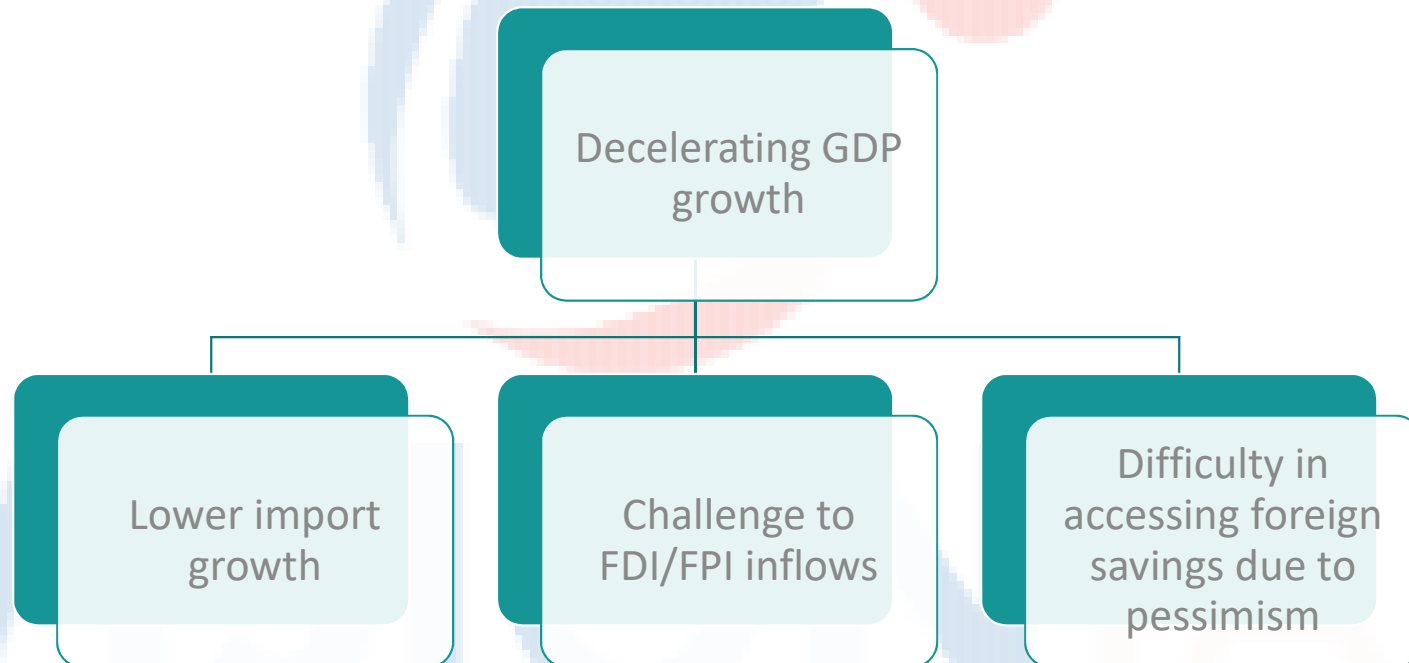 Decelerating GDP
growth
Lower import
growth
Challenge to
FDI/FPI inflows
Difficulty in
accessing foreign
savings due to
pessimism